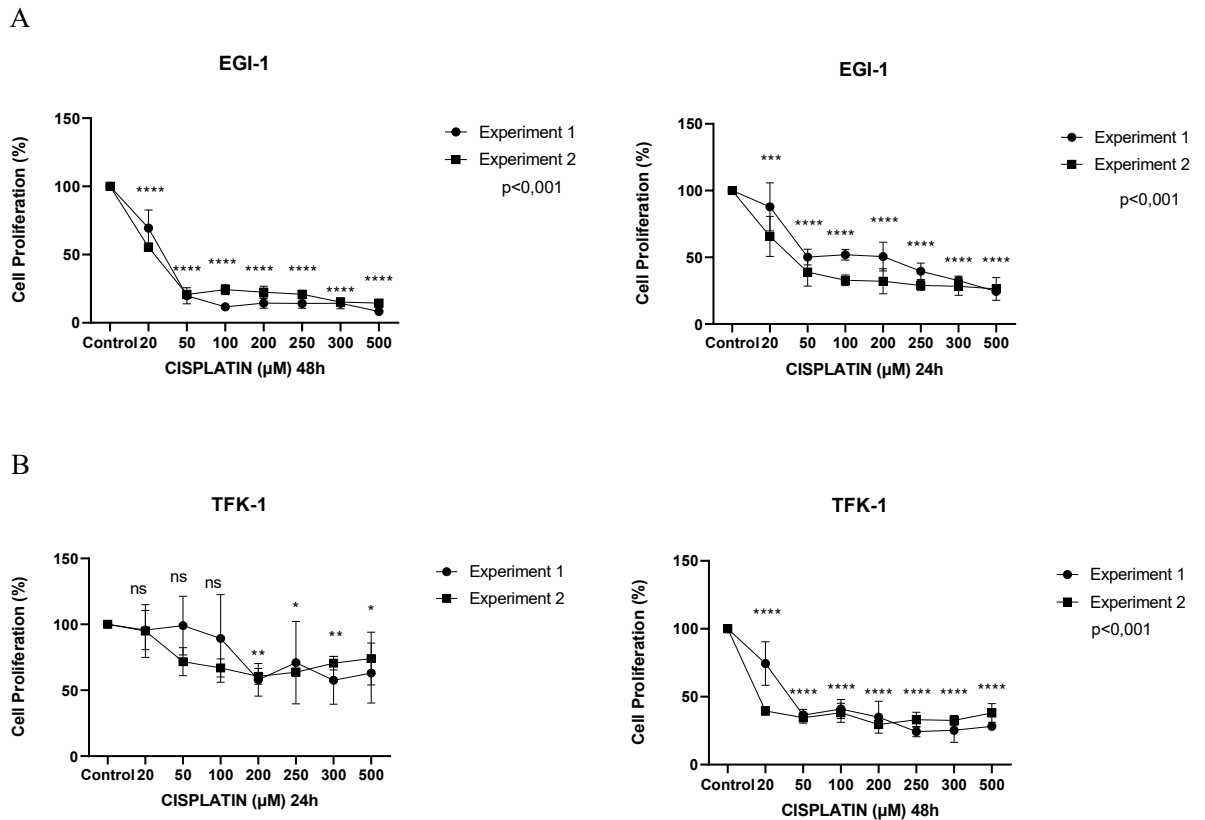 A
EGI-1
150
100
50
0
Cell Proliferation (%)
****
**** **** **** **** **** ****
Control 20 50 100 200 250 300 500
CISPLATIN (µM) 48h
Experiment 1
Experiment 2
p<0,001
EGI-1
150
100
50
0
Cell Proliferation (%)
***
**** **** **** **** **** ****
Control 20 50 100 200 250 300 500
CISPLATIN (µM) 24h
Experiment 1
Experiment 2
p<0,001
B
TFK-1
150
100
50
0
Cell Proliferation (%)
ns ns ns
** * ** *
Control 20 50 100 200 250 300 500
CISPLATIN (µM) 24h
Experiment 1
Experiment 2
TFK-1
150
100
50
0
Cell Proliferation (%)
****
**** **** **** **** **** ****
Control 20 50 100 200 250 300 500
CISPLATIN (µM) 48h
Experiment 1
Experiment 2
p<0,001